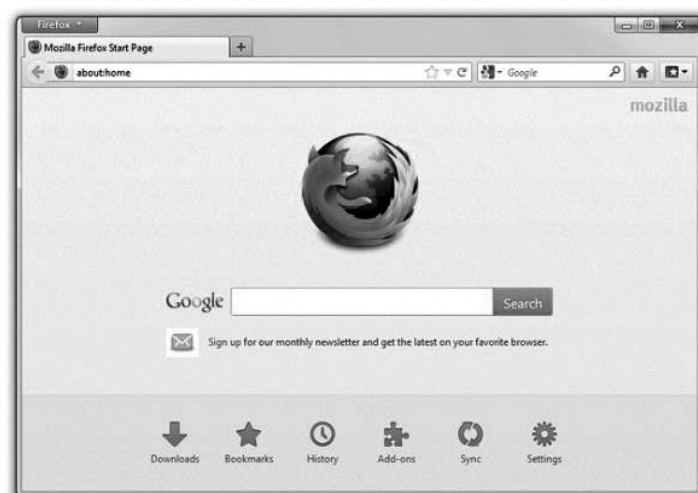 Firefox
Mozilla Firefox Start Page
about:home
Google
mozilla
Google
Search
Sign up for our monthly newsletter and get the latest on your favorite browser.
Downloads Bookmarks History Add-ons Sync Settings